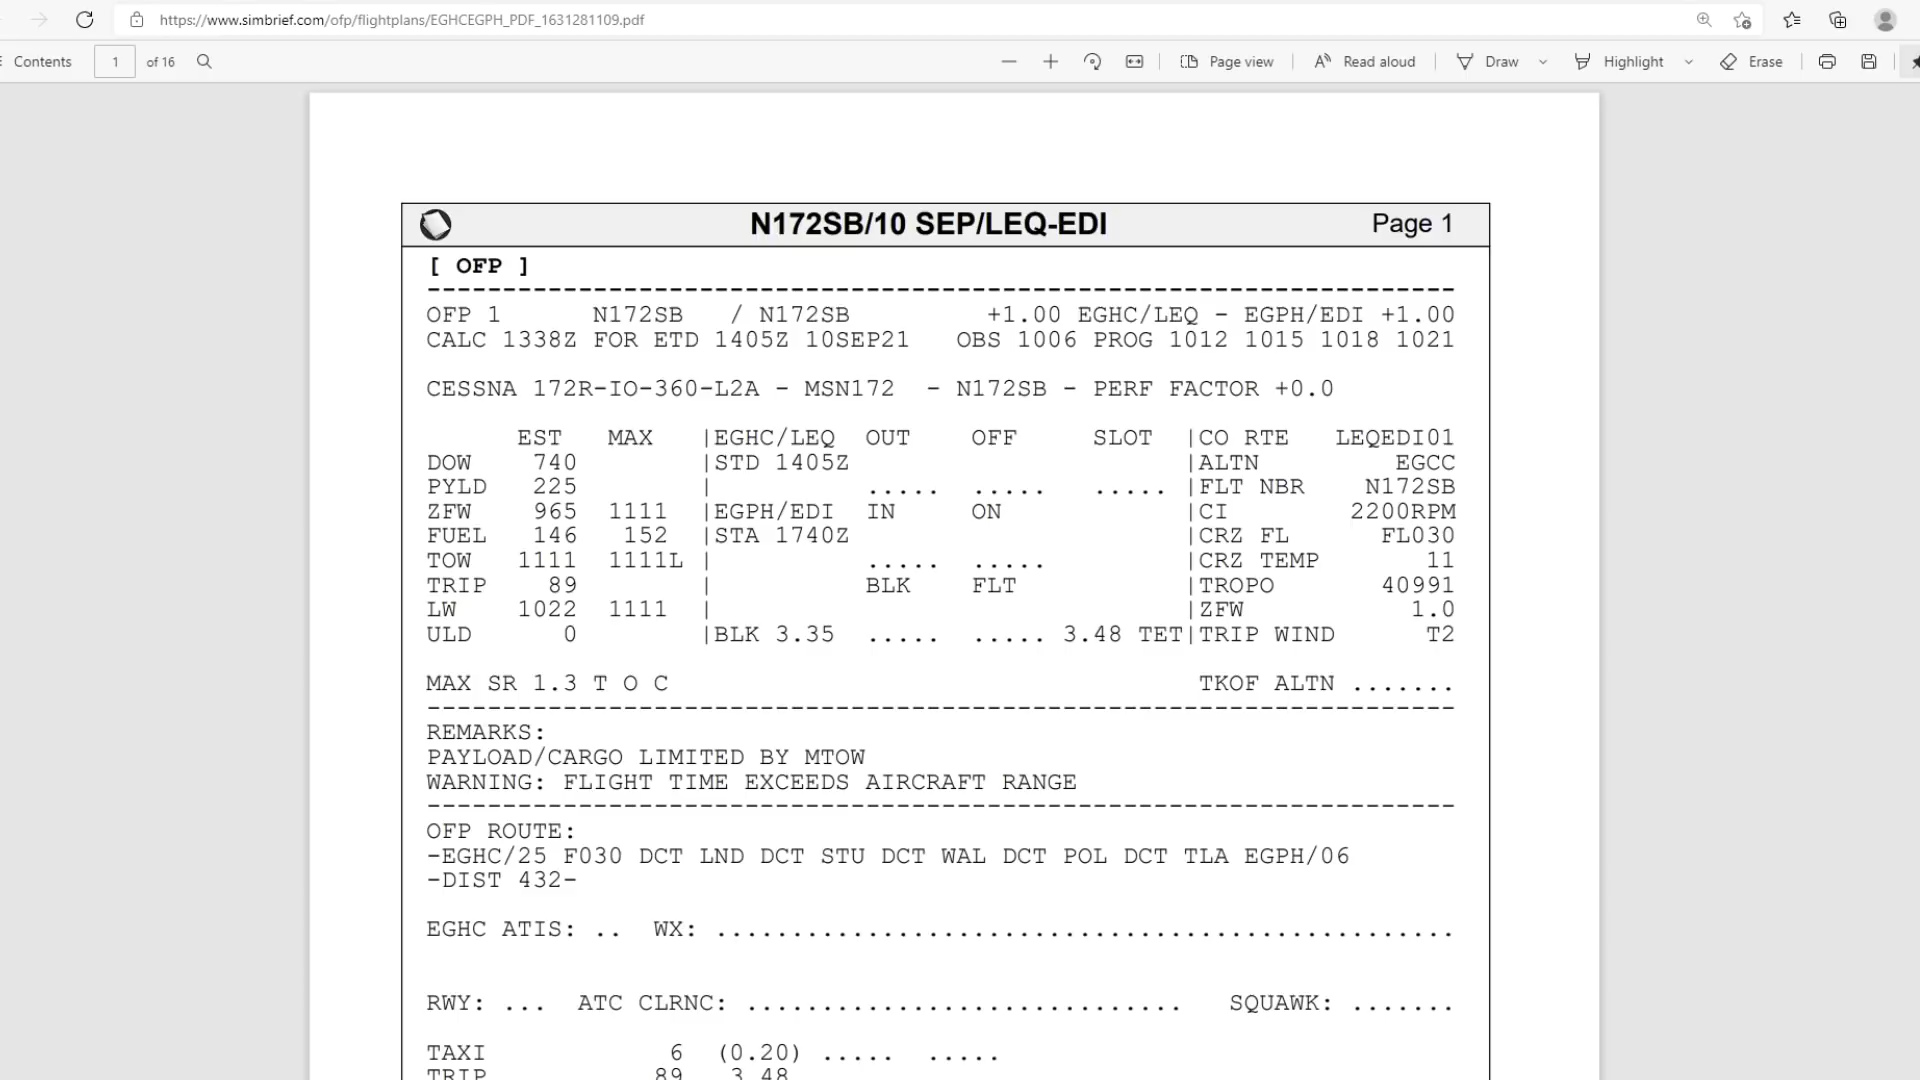 https://www.simbrief.com/ofp/flightplans/EGHCEGPH_PDF_1631281109.pdf
Contents 1 of 16 Page view Read aloud Draw Highlight Erase
N172SB/10 SEP/LEQ-EDI Page 1
[ OFP ]
--------------------------------------------------------------------
OFP 1 N172SB / N172SB +1.00 EGHC/LEQ - EGPH/EDI +1.00
CALC 1338Z FOR ETD 1405Z 10SEP21 OBS 1006 PROG 1012 1015 1018 1021
CESSNA 172R-IO-360-L2A - MSN172 - N172SB - PERF FACTOR +0.0
EST MAX |EGHC/LEQ OUT OFF SLOT |CO RTE LEQEDI01
DOW 740 |STD 1405Z |ALTN EGCC
PYLD 225 | ..... ..... ..... |FLT NBR N172SB
ZFW 965 1111 |EGPH/EDI IN ON |CI 2200RPM
FUEL 146 152 |STA 1740Z |CRZ FL FL030
TOW 1111 1111L | ..... ..... |CRZ TEMP 11
TRIP 89 | BLK FLT |TROPO 40991
LW 1022 1111 | |ZFW 1.0
ULD 0 |BLK 3.35 ..... ..... 3.48 TET|TRIP WIND T2
MAX SR 1.3 T O C TKOF ALTN .......
--------------------------------------------------------------------
REMARKS:
PAYLOAD/CARGO LIMITED BY MTOW
WARNING: FLIGHT TIME EXCEEDS AIRCRAFT RANGE
--------------------------------------------------------------------
OFP ROUTE:
-EGHC/25 F030 DCT LND DCT STU DCT WAL DCT POL DCT TLA EGPH/06
-DIST 432-
EGHC ATIS: .. WX: .................................................
RWY: ... ATC CLRNC: ............................. SQUAWK: .......
TAXI 6 (0.20) ..... .....
TRIP 89 3.48